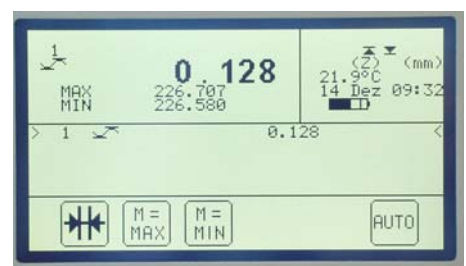 1
0.128
MAX 226.707
MIN 226.580
(Z) (mm)
21.9°C
14 Dez 09:32
> 1 0.128 <
M =
MAX
M =
MIN
AUTO